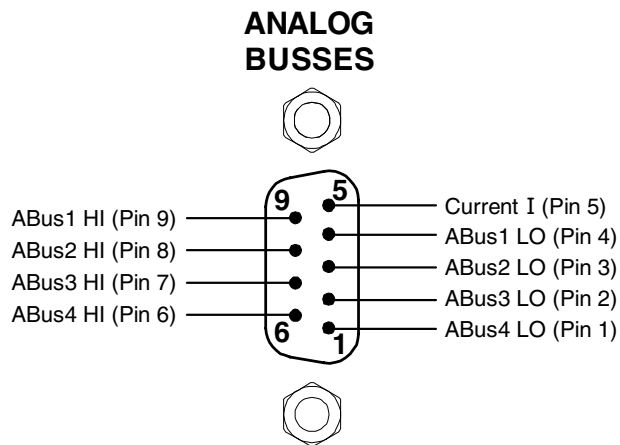 ANALOG
BUSSES
9
5
ABus1 HI (Pin 9)
ABus2 HI (Pin 8)
ABus3 HI (Pin 7)
ABus4 HI (Pin 6)
Current I (Pin 5)
ABus1 LO (Pin 4)
ABus2 LO (Pin 3)
ABus3 LO (Pin 2)
ABus4 LO (Pin 1)
6
1